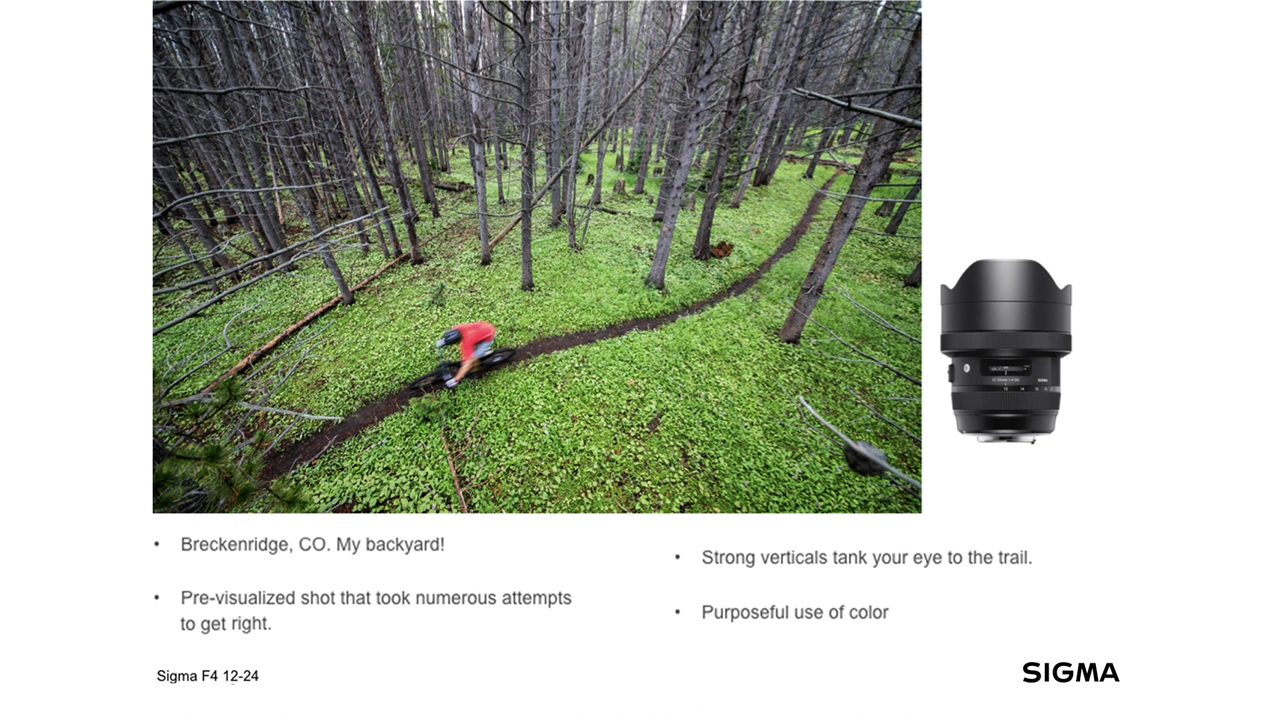 • Breckenridge, CO. My backyard!
• Pre-visualized shot that took numerous attempts
to get right.
• Strong verticals tank your eye to the trail.
• Purposeful use of color
Sigma F4 12-24
SIGMA